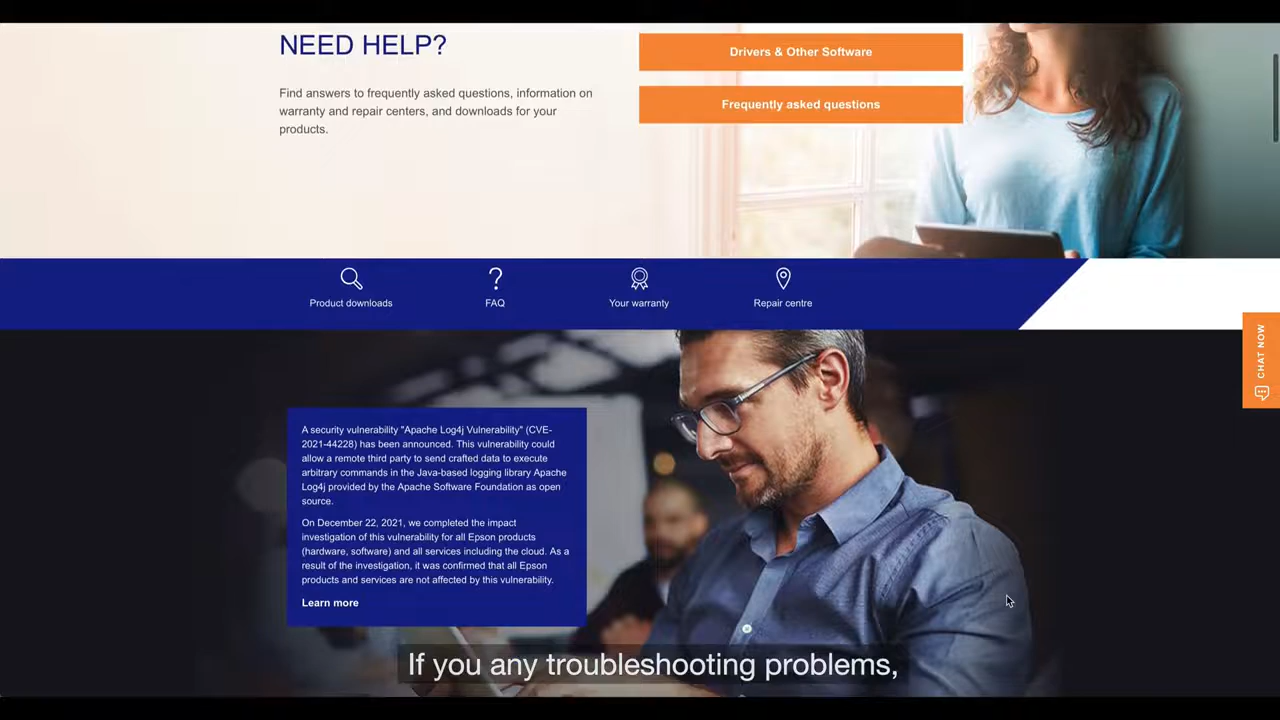 NEED HELP?
Find answers to frequently asked questions, information on
warranty and repair centers, and downloads for your
products.
Drivers & Other Software
Frequently asked questions
Product downloads
FAQ
Your warranty
Repair centre
CHAT NOW
A security vulnerability "Apache Log4j Vulnerability" (CVE-
2021-44228) has been announced. This vulnerability could
allow a remote third party to send crafted data to execute
arbitrary commands in the Java-based logging library Apache
Log4j provided by the Apache Software Foundation as open
source.
On December 22, 2021, we completed the impact
investigation of this vulnerability for all Epson products
(hardware, software) and all services including the cloud. As a
result of the investigation, it was confirmed that all Epson
products and services are not affected by this vulnerability.
Learn more
If you any troubleshooting problems,